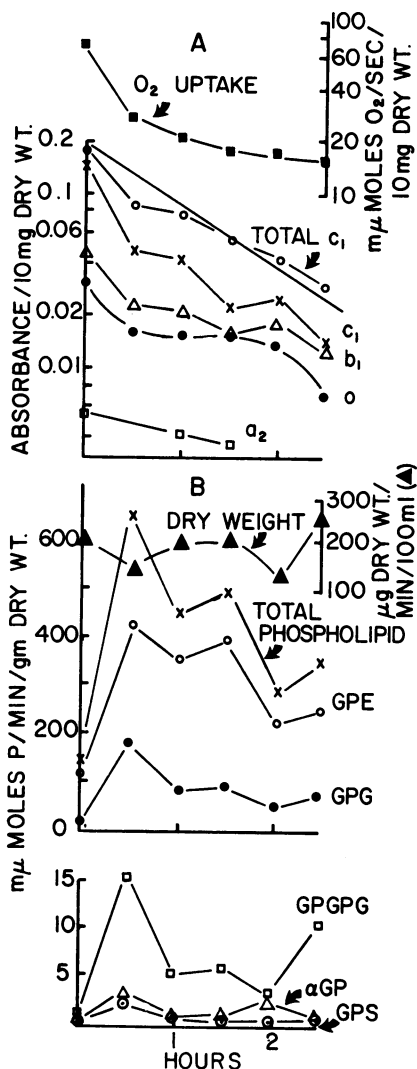 A
O₂ UPTAKE
100
80
60
40
20
10
mμ MOLES O₂/SEC/
10mg DRY WT.
0.2
0.1
0.06
0.02
0.01
ABSORBANCE/10mg DRY WT.
TOTAL c₁
c₁
b₁
o
a₂
B
DRY WEIGHT
300
200
100
μg DRY WT./
MIN/100ml (▲)
600
400
200
0
mμ MOLES P/MIN/gm DRY WT.
TOTAL
PHOSPHOLIPID
GPE
GPG
15
10
5
GPGPG
αGP
GPS
1
2
HOURS